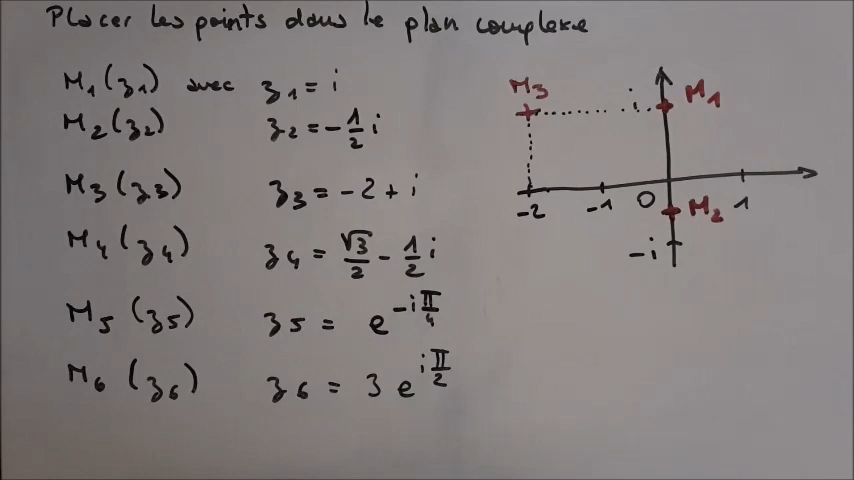 Placer les points dans le plan complexe
M₁(z₁) avec z₁ = i
M₂(z₂) z₂ = -1/2 i
M₃(z₃) z₃ = -2 + i
M₄(z₄) z₄ = √3/2 - 1/2 i
M₅(z₅) z₅ = e^(-iπ/4)
M₆(z₆) z₆ = 3 e^(iπ/2)
M₃
i M₁
-2 -1 0 M₂ 1
-i